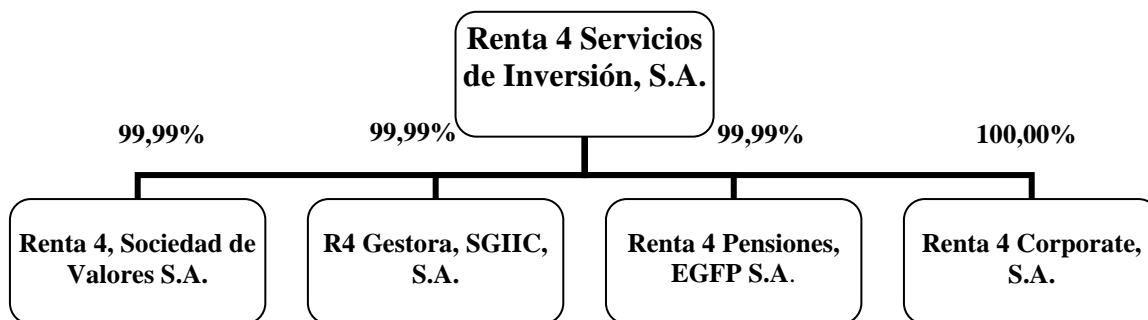 Renta 4 Servicios
de Inversión, S.A.
99,99%
99,99%
99,99%
100,00%
Renta 4, Sociedad de
Valores S.A.
R4 Gestora, SGIIC,
S.A.
Renta 4 Pensiones,
EGFP S.A.
Renta 4 Corporate,
S.A.